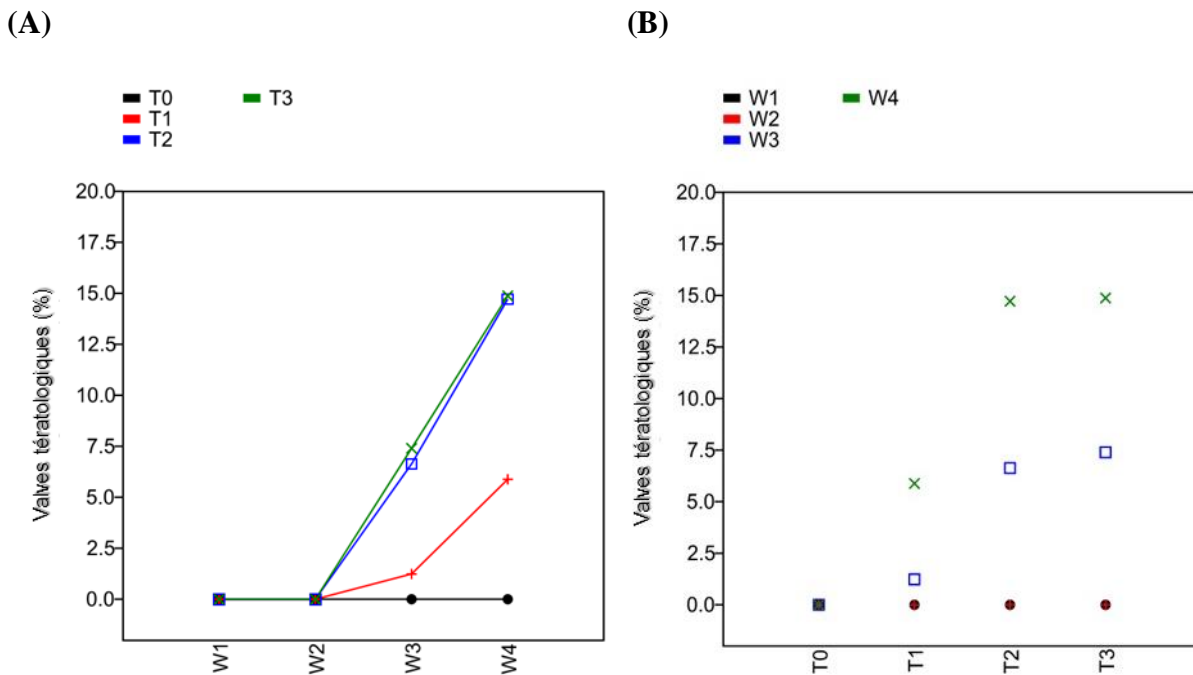 (A)
T0 T3
T1
T2
20.0
17.5
15.0
12.5
10.0
7.5
5.0
2.5
0.0
Valves tératologiques (%)
W1 W2 W3 W4
(B)
W1 W4
W2
W3
20.0
17.5
15.0
12.5
10.0
7.5
5.0
2.5
0.0
Valves tératologiques (%)
T0 T1 T2 T3